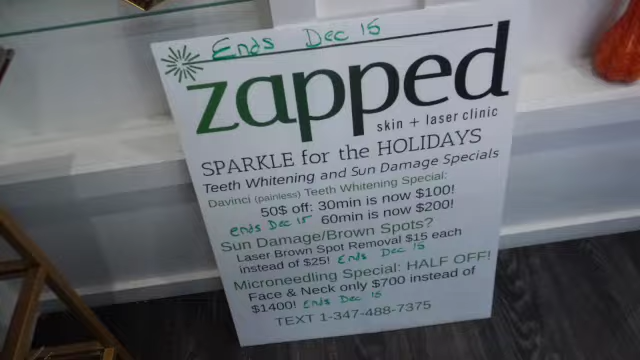 Ends Dec 15
zapped
skin + laser clinic
SPARKLE for the HOLIDAYS
Teeth Whitening and Sun Damage Specials
Davinci (painless) Teeth Whitening Special:
50$ off: 30min is now $100!
ends Dec 15 60min is now $200!
Sun Damage/Brown Spots?
Laser Brown Spot Removal $15 each
instead of $25! Ends Dec 15
Microneedling Special: HALF OFF!
Face & Neck only $700 instead of
$1400! Ends Dec 15
TEXT 1-347-488-7375